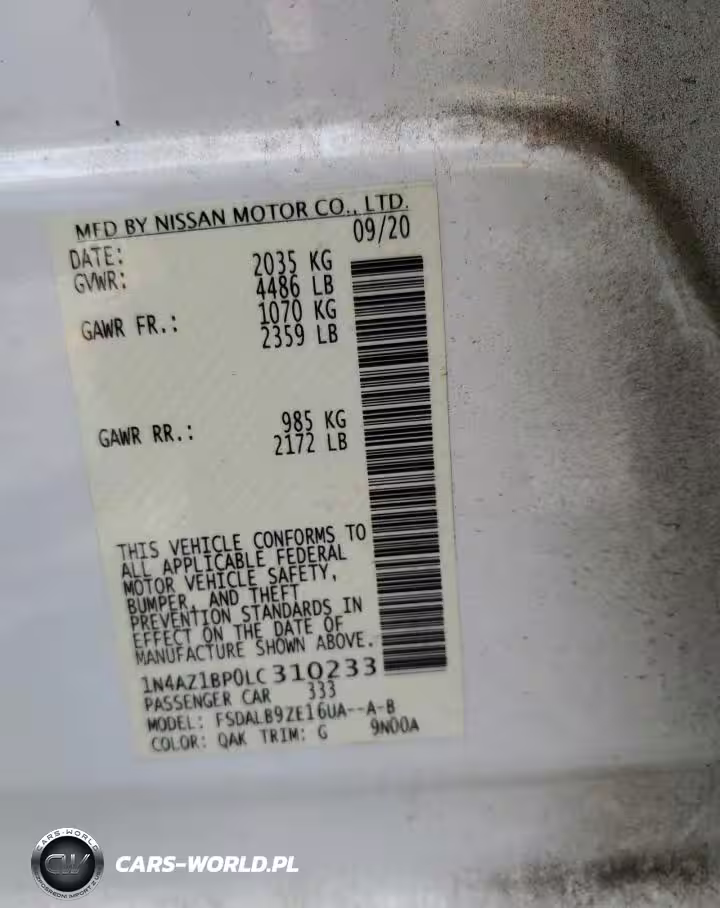 MFD BY NISSAN MOTOR CO., LTD.
DATE: 09/20
GVWR: 2035 KG
4486 LB
GAWR FR.: 1070 KG
2359 LB
GAWR RR.: 985 KG
2172 LB
THIS VEHICLE CONFORMS TO
ALL APPLICABLE FEDERAL
MOTOR VEHICLE SAFETY,
BUMPER, AND THEFT
PREVENTION STANDARDS IN
EFFECT ON THE DATE OF
MANUFACTURE SHOWN ABOVE.
1N4AZ1BP0LC310233
PASSENGER CAR 333
MODEL: FSDALB9ZE16UA--A-B
COLOR: QAK TRIM: G 9N00A
CARS-WORLD
CW
CARS-WORLD.PL